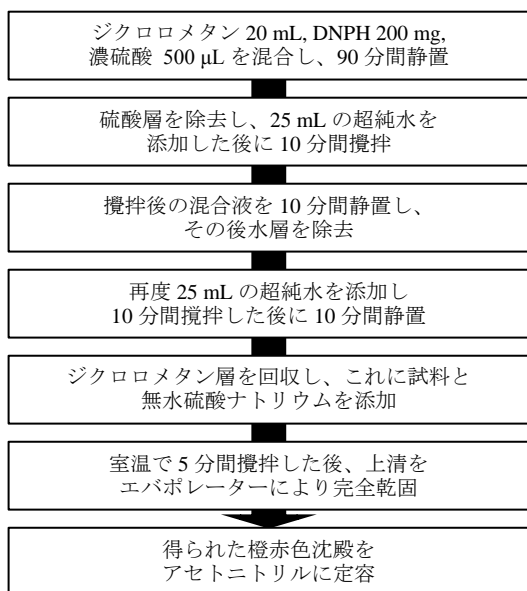 ジクロロメタン 20 mL, DNPH 200 mg,
濃硫酸 500 μL を混合し、90 分間静置
硫酸層を除去し、25 mL の超純水を
添加した後に 10 分間攪拌
攪拌後の混合液を 10 分間静置し、
その後水層を除去
再度 25 mL の超純水を添加し
10 分間攪拌した後に 10 分間静置
ジクロロメタン層を回収し、これに試料と
無水硫酸ナトリウムを添加
室温で 5 分間攪拌した後、上清を
エバポレーターにより完全乾固
得られた橙赤色沈殿を
アセトニトリルに定容